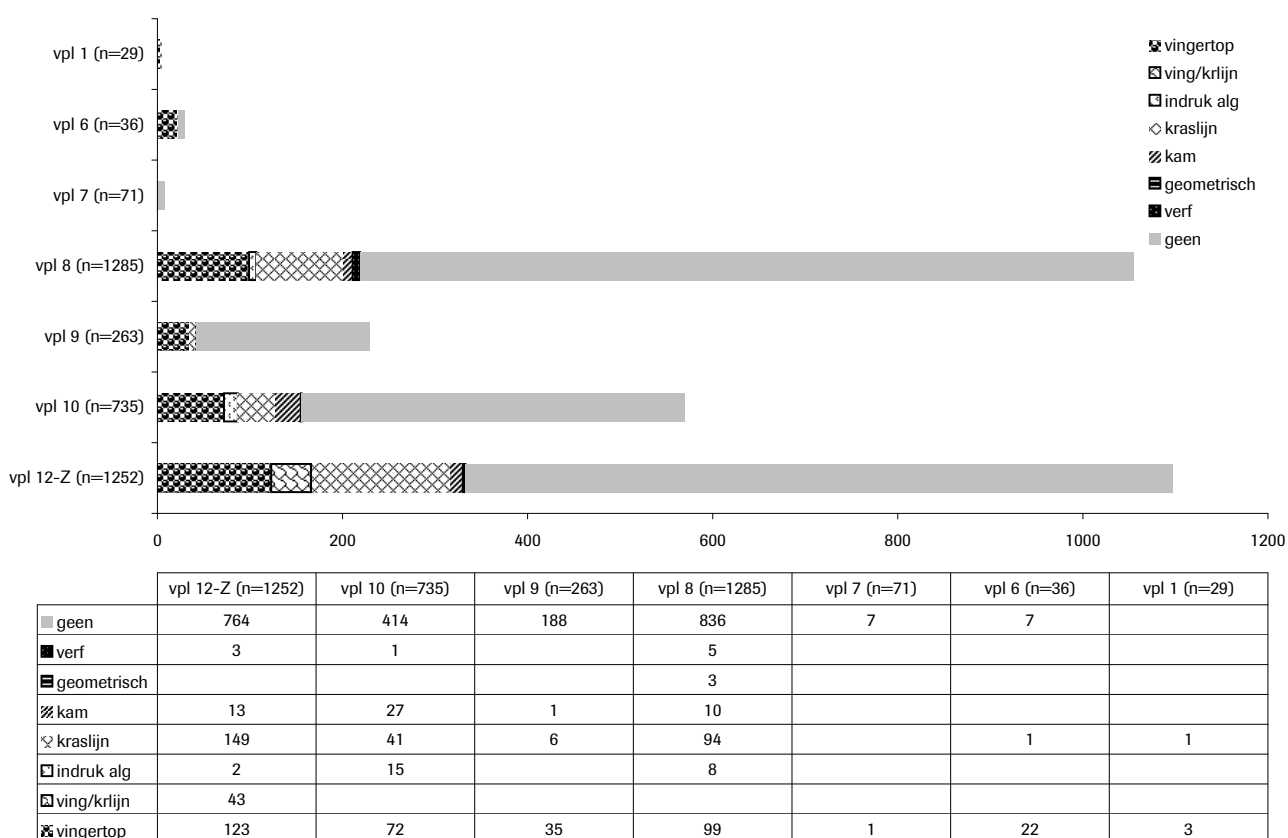 vpl 1 (n=29)
vpl 6 (n=36)
vpl 7 (n=71)
vpl 8 (n=1285)
vpl 9 (n=263)
vpl 10 (n=735)
vpl 12-Z (n=1252)
0 200 400 600 800 1000 1200
vingertop
ving/krlijn
indruk alg
kraslijn
kam
geometrisch
verf
geen
vpl 12-Z (n=1252) vpl 10 (n=735) vpl 9 (n=263) vpl 8 (n=1285) vpl 7 (n=71) vpl 6 (n=36) vpl 1 (n=29)
geen 764 414 188 836 7 7
verf 3 1 5
geometrisch 3
kam 13 27 1 10
kraslijn 149 41 6 94 1 1
indruk alg 2 15 8
ving/krlijn 43
vingertop 123 72 35 99 1 22 3